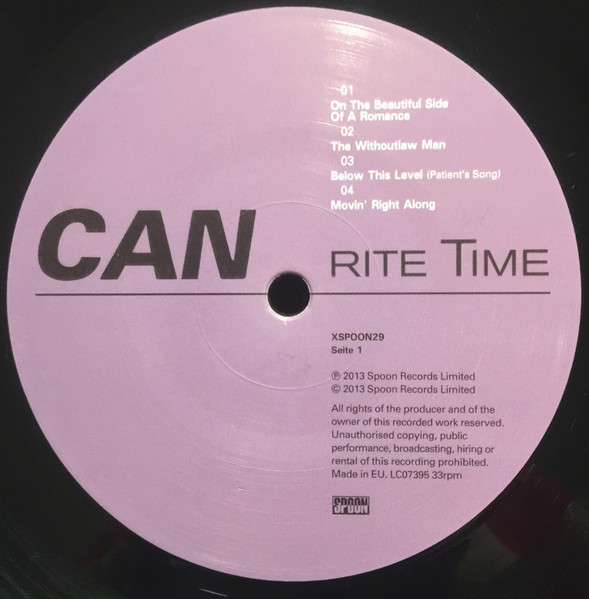 01
On The Beautiful Side
Of A Romance
02
The Withoutlaw Man
03
Below This Level (Patient's Song)
04
Movin' Right Along
CAN RITE TIME
XSPOON29
Seite 1
℗ 2013 Spoon Records Limited
© 2013 Spoon Records Limited
All rights of the producer and of the
owner of this recorded work reserved.
Unauthorised copying, public
performance, broadcasting, hiring or
rental of this recording prohibited.
Made in EU. LC07395 33rpm
SPOON